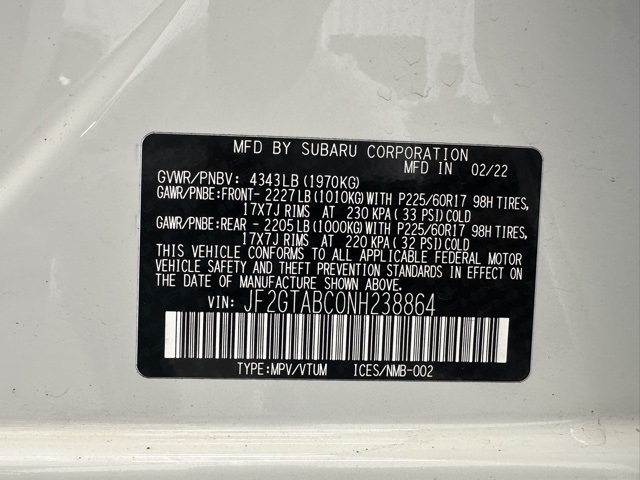 MFD BY SUBARU CORPORATION
MFD IN 02/22
GVWR/PNBV: 4343LB(1970KG)
GAWR/PNBE:FRONT- 2227LB(1010KG)WITH P225/60R17 98H TIRES,
17X7J RIMS AT 230 KPA( 33 PSI)COLD
GAWR/PNBE:REAR - 2205LB(1000KG)WITH P225/60R17 98H TIRES,
17X7J RIMS AT 220 KPA( 32 PSI)COLD
THIS VEHICLE CONFORMS TO ALL APPLICABLE FEDERAL MOTOR
VEHICLE SAFETY AND THEFT PREVENTION STANDARDS IN EFFECT ON
THE DATE OF MANUFACTURE SHOWN ABOVE.
VIN: JF2GTABC0NH238864
TYPE:MPV/VTUM ICES/NMB-002